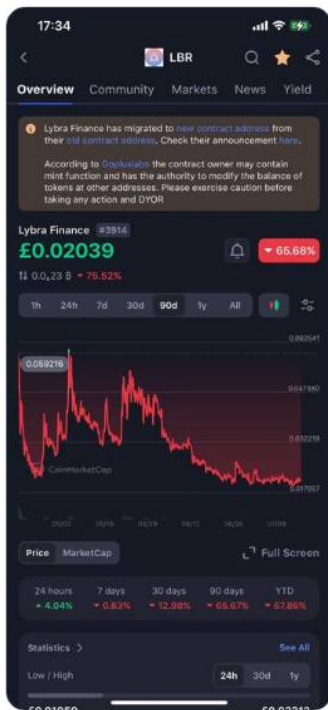 17:34
LBR
Overview Community Markets News Yield
Lybra Finance has migrated to new contract address from
their old contract address. Check their announcement here.
According to Gopluslabs the contract owner may contain
mint function and has the authority to modify the balance of
tokens at other addresses. Please exercise caution before
taking any action and DYOR
Lybra Finance #3914
£0.02039
65.68%
75.52%
1h 24h 7d 30d 90d 1y All
0.059216
CoinMarketCap
0.017057
Price MarketCap
Full Screen
24 hours 7 days 30 days 90 days YTD
4.04% 0.83% 12.98% 65.67% 67.86%
Statistics
See All
Low / High
24h 30d 1y